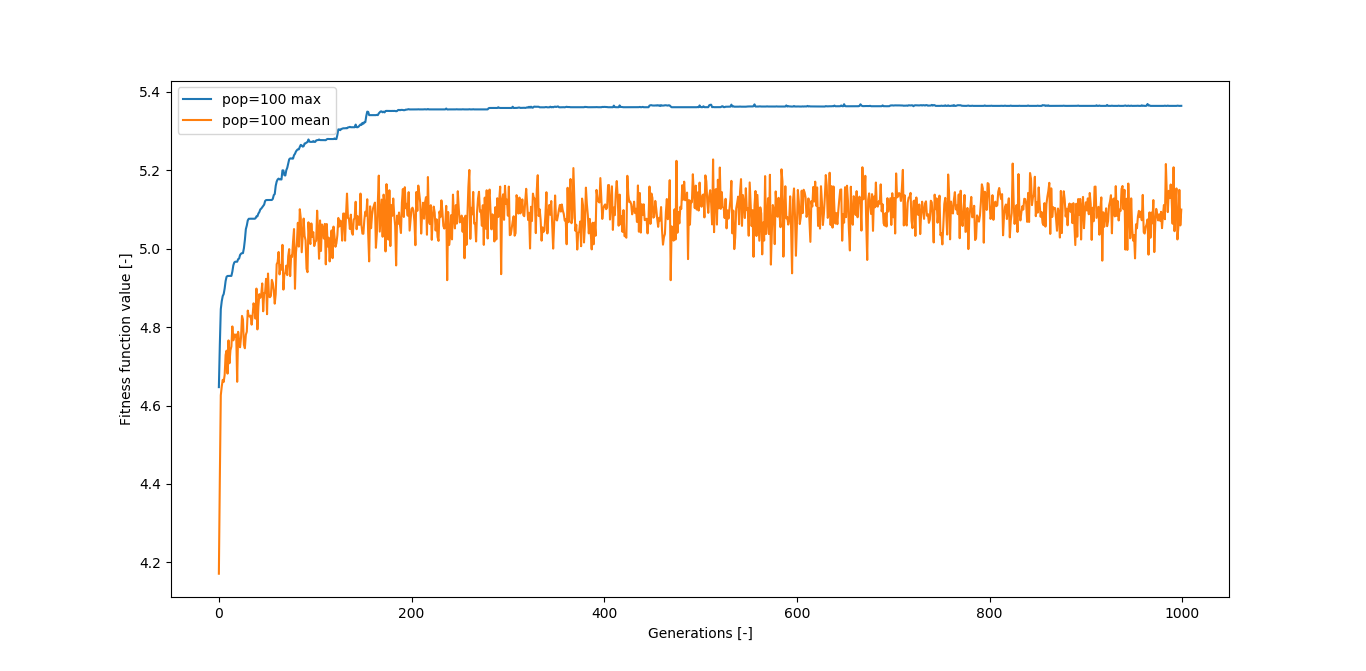 pop=100 max
pop=100 mean
Fitness function value [-]
5.4
5.2
5.0
4.8
4.6
4.4
4.2
0 200 400 600 800 1000
Generations [-]